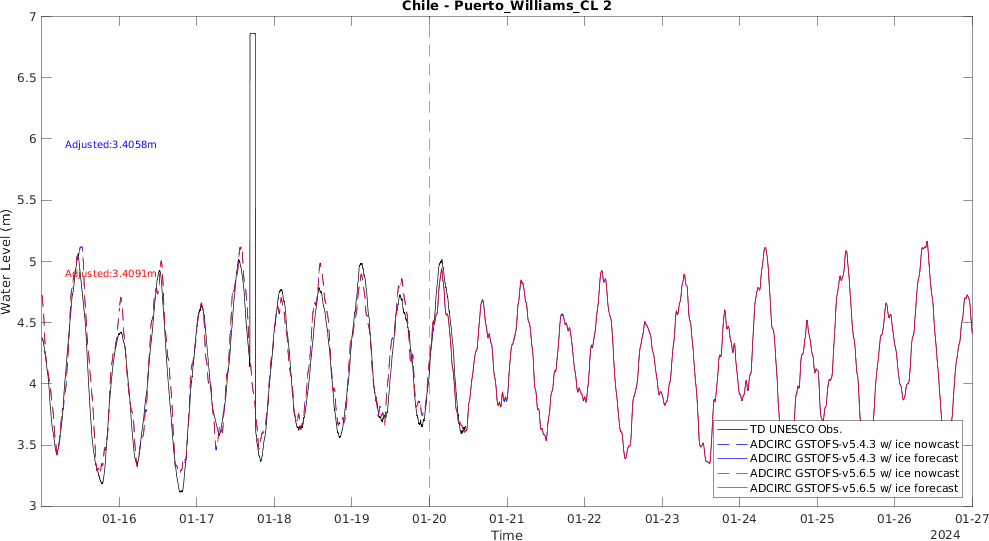 Chile - Puerto_Williams_CL 2
7
6.5
6
5.5
5
4.5
4
3.5
3
Water Level (m)
Adjusted:3.4058m
Adjusted:3.4091m
TD UNESCO Obs.
ADCIRC GSTOFS-v5.4.3 w/ ice nowcast
ADCIRC GSTOFS-v5.4.3 w/ ice forecast
ADCIRC GSTOFS-v5.6.5 w/ ice nowcast
ADCIRC GSTOFS-v5.6.5 w/ ice forecast
01-16 01-17 01-18 01-19 01-20 01-21 01-22 01-23 01-24 01-25 01-26 01-27
Time
2024